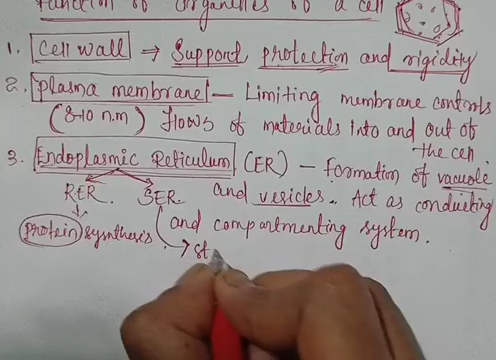 Function of Organelles of a cell
1. Cell wall → Support protection and rigidity
2. Plasma membrane - Limiting membrane controls
(8-10 n.m) flows of materials into and out of
the cell.
3. Endoplasmic Reticulum (ER) - Formation of vacuole
RER. SER and vesicles. Act as conducting
protein synthesis. and compartmenting system.
→ st